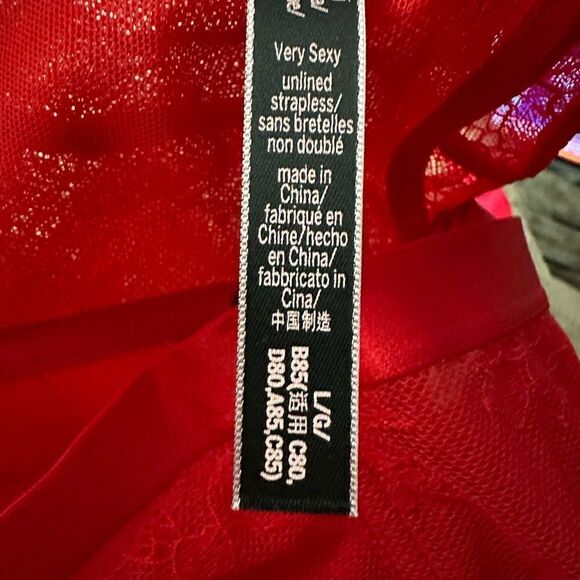 Very Sexy
unlined
strapless/
sans bretelles
non doublé
made in
China/
fabriqué en
Chine/hecho
en China/
fabbricato in
Cina/
中国制造
L/G/
B85(适用 C80,
D80,A85,C85)